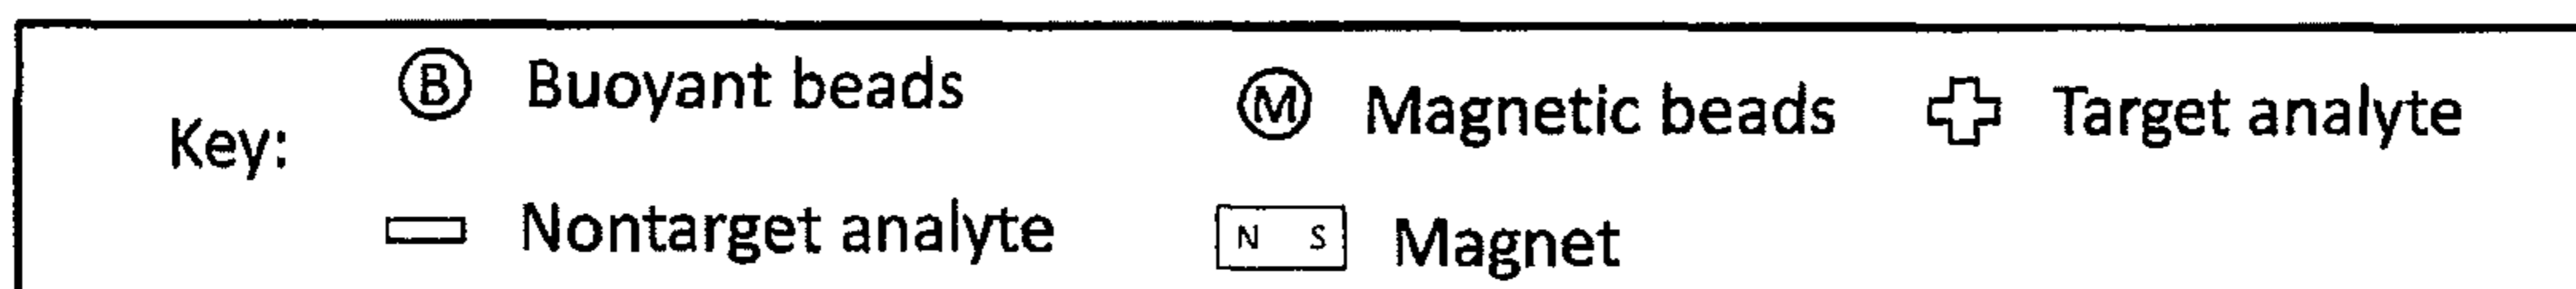 Key:
B Buoyant beads
M Magnetic beads
Target analyte
Nontarget analyte
N S Magnet